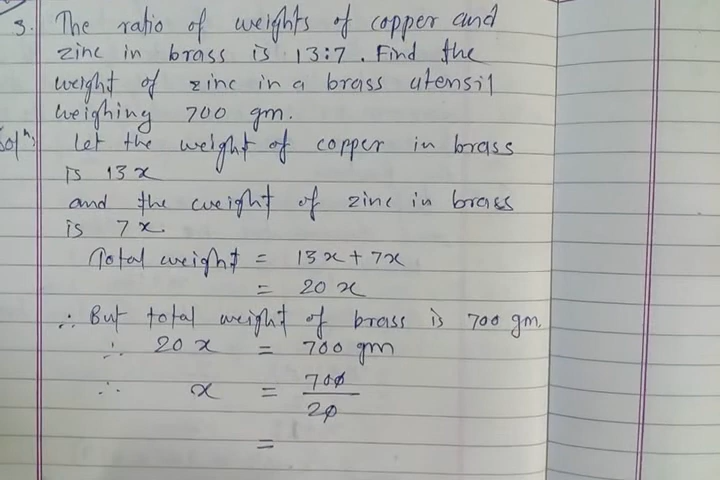 3. The ratio of weights of copper and
zinc in brass is 13:7. Find the
weight of zinc in a brass utensil
weighing 700 gm.
Solⁿ: Let the weight of copper in brass
is 13x
and the weight of zinc in brass
is 7x.
Total weight = 13x + 7x
= 20x
∴ But total weight of brass is 700 gm.
∴ 20x = 700 gm
∴ x = 700/20
=